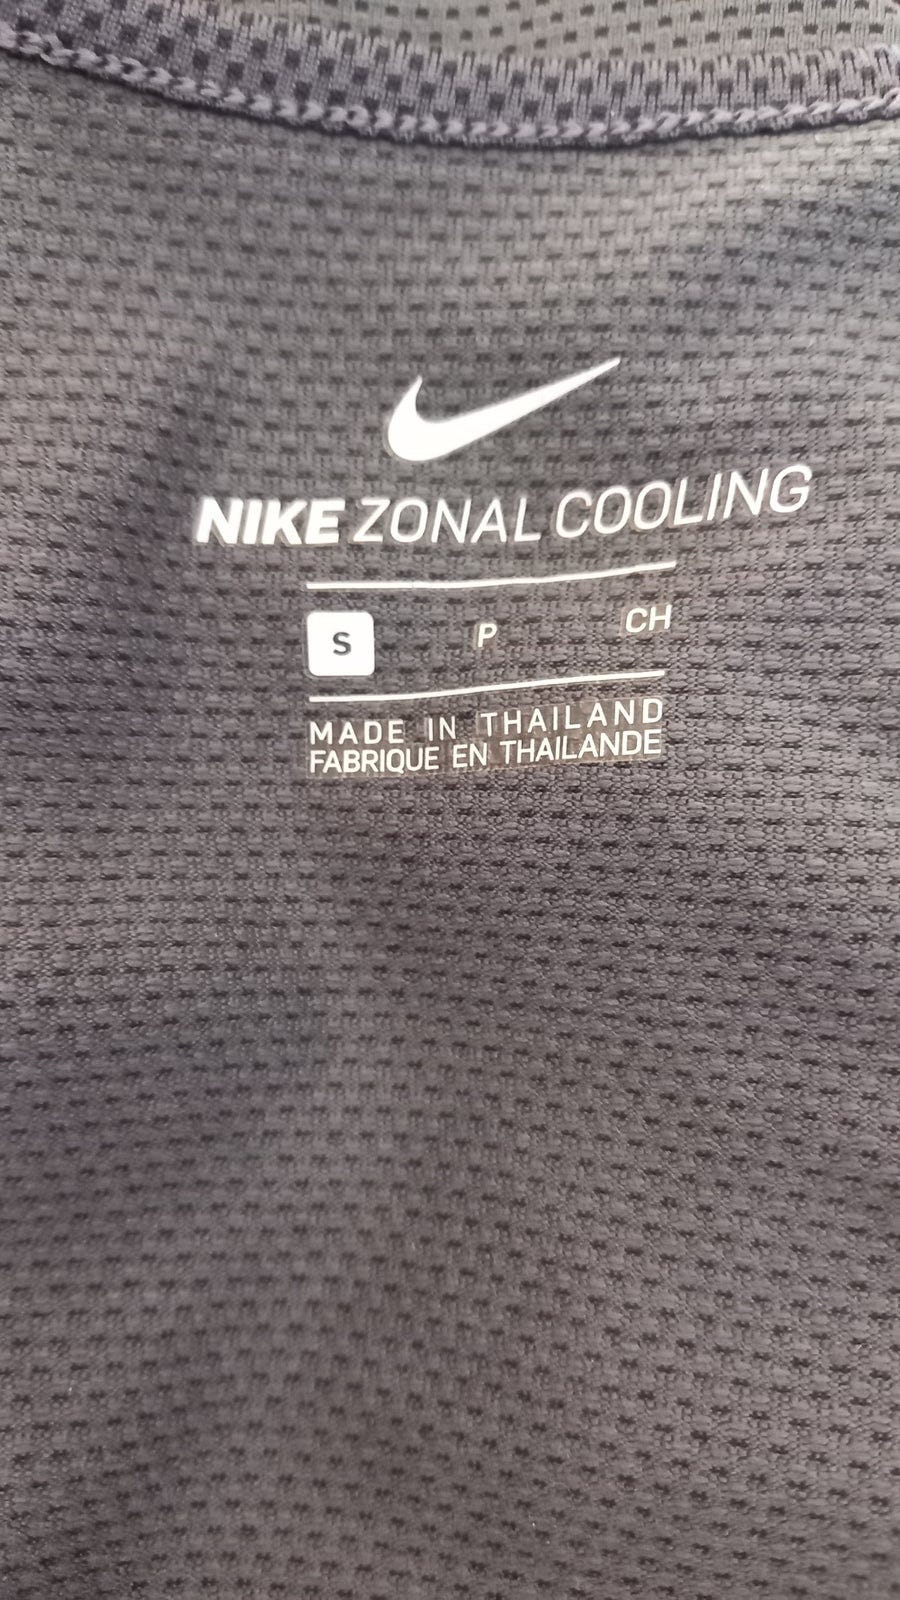 NIKE ZONAL COOLING
S P CH
MADE IN THAILAND
FABRIQUE EN THAILANDE